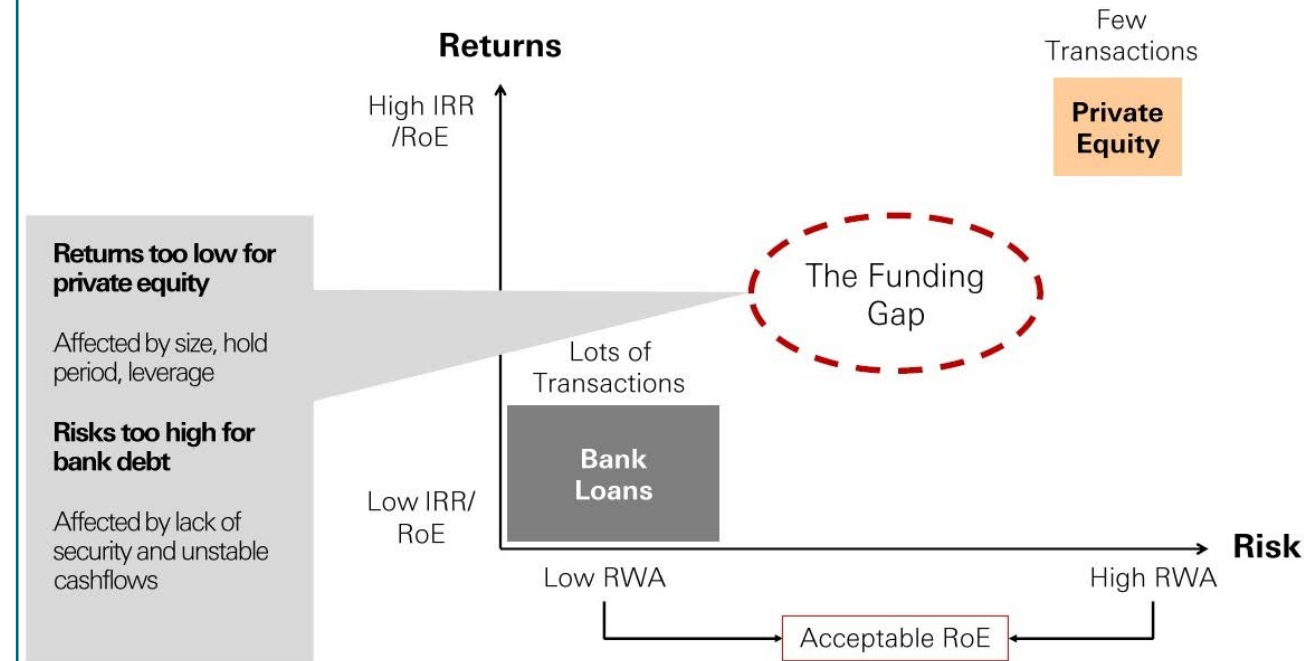 Few
Transactions
Returns
High IRR
/RoE
Private
Equity
Returns too low for
private equity
Affected by size, hold
period, leverage
Risks too high for
bank debt
Affected by lack of
security and unstable
cashflows
The Funding
Gap
Lots of
Transactions
Bank
Loans
Low IRR/
RoE
Risk
Low RWA
High RWA
Acceptable RoE